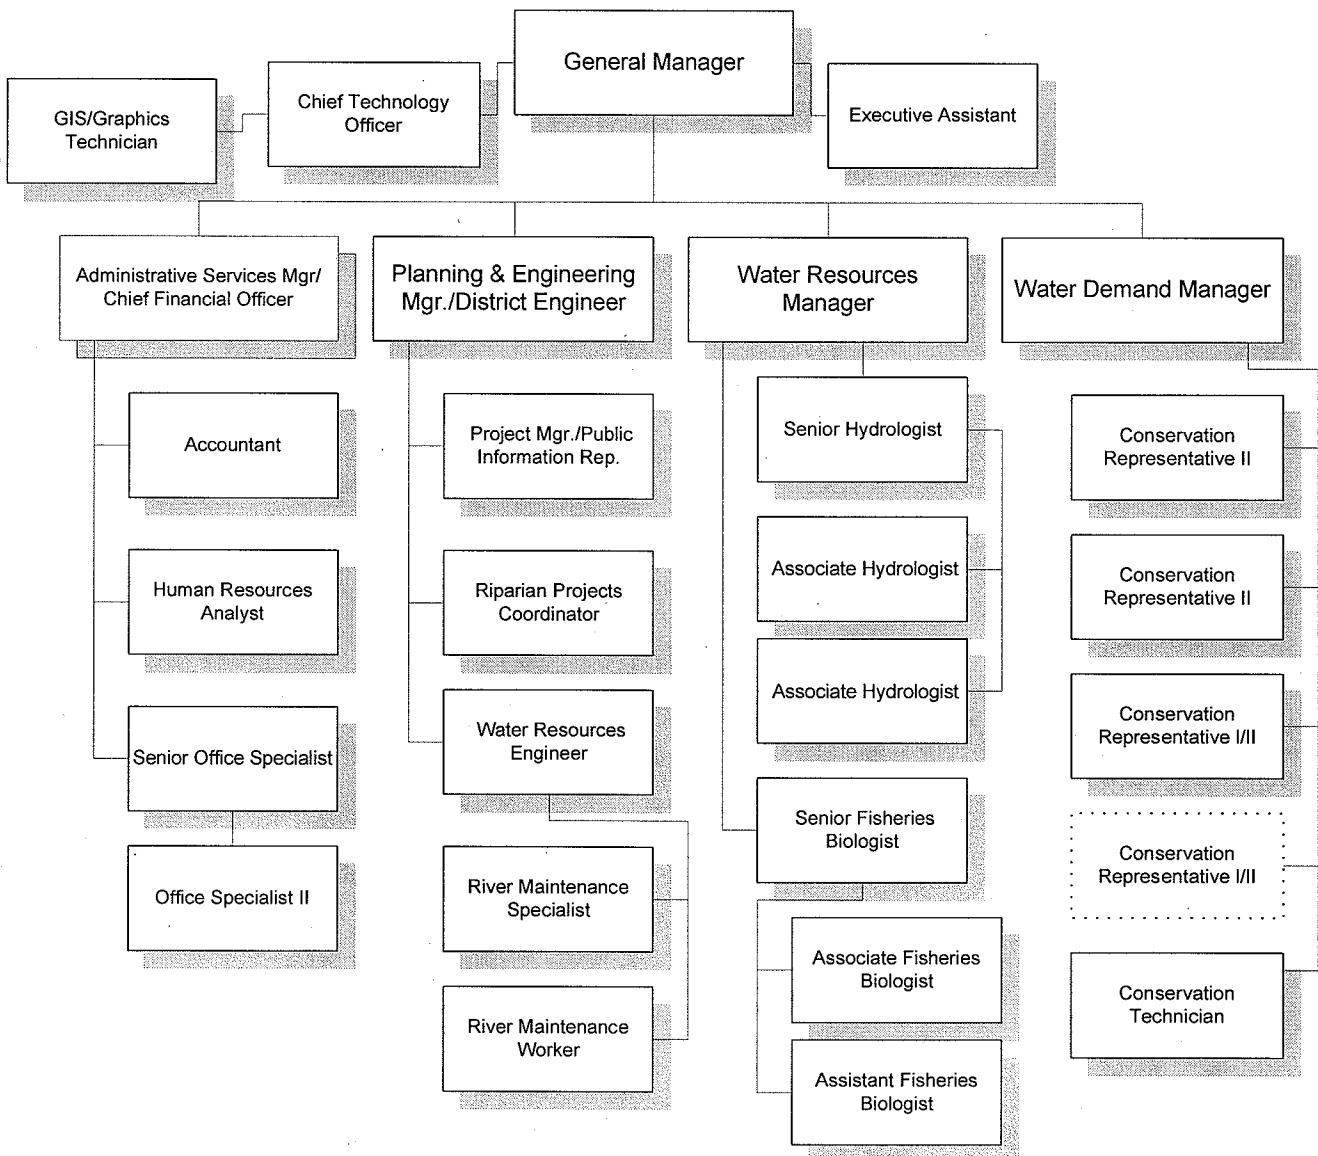 General Manager
Chief Technology
Officer
GIS/Graphics
Technician
Executive Assistant
Administrative Services Mgr/
Chief Financial Officer
Planning & Engineering
Mgr./District Engineer
Water Resources
Manager
Water Demand Manager
Accountant
Human Resources
Analyst
Senior Office Specialist
Office Specialist II
Project Mgr./Public
Information Rep.
Riparian Projects
Coordinator
Water Resources
Engineer
River Maintenance
Specialist
River Maintenance
Worker
Senior Hydrologist
Associate Hydrologist
Associate Hydrologist
Senior Fisheries
Biologist
Associate Fisheries
Biologist
Assistant Fisheries
Biologist
Conservation
Representative II
Conservation
Representative II
Conservation
Representative I/II
Conservation
Representative I/II
Conservation
Technician